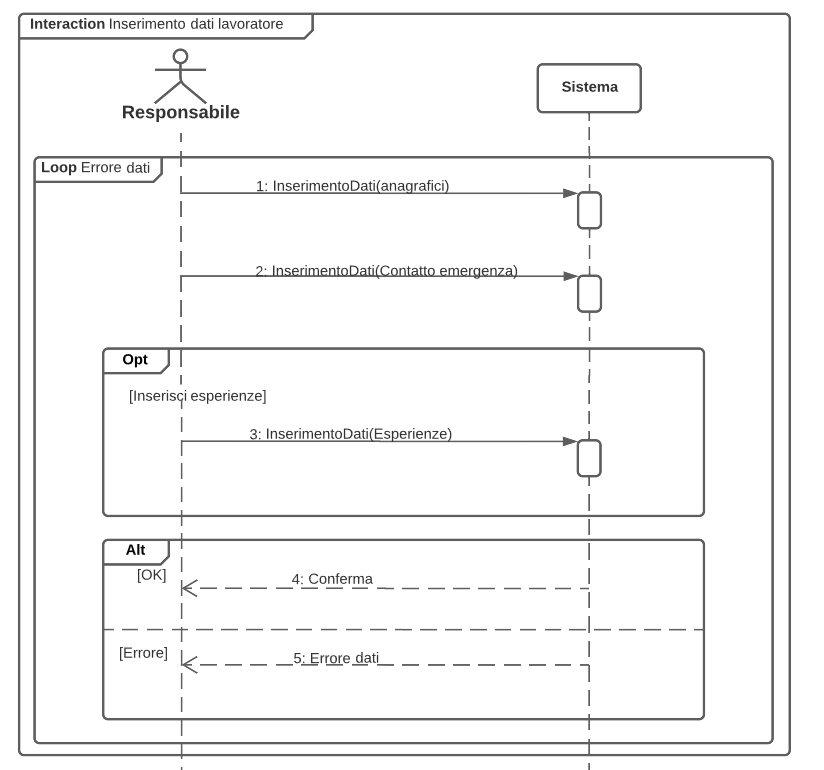 Interaction Inserimento dati lavoratore
Responsabile
Sistema
Loop Errore dati
1: InserimentoDati(anagrafici)
2: InserimentoDati(Contatto emergenza)
Opt
[Inserisci esperienze]
3: InserimentoDati(Esperienze)
Alt
[OK]
4: Conferma
[Errore]
5: Errore dati